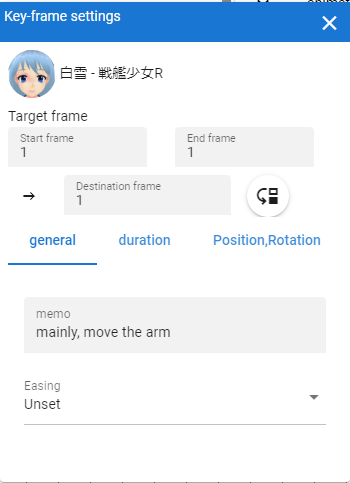 Key-frame settings
白雪 - 戦艦少女R
Target frame
Start frame
1
End frame
1
Destination frame
1
general
duration
Position,Rotation
memo
mainly, move the arm
Easing
Unset